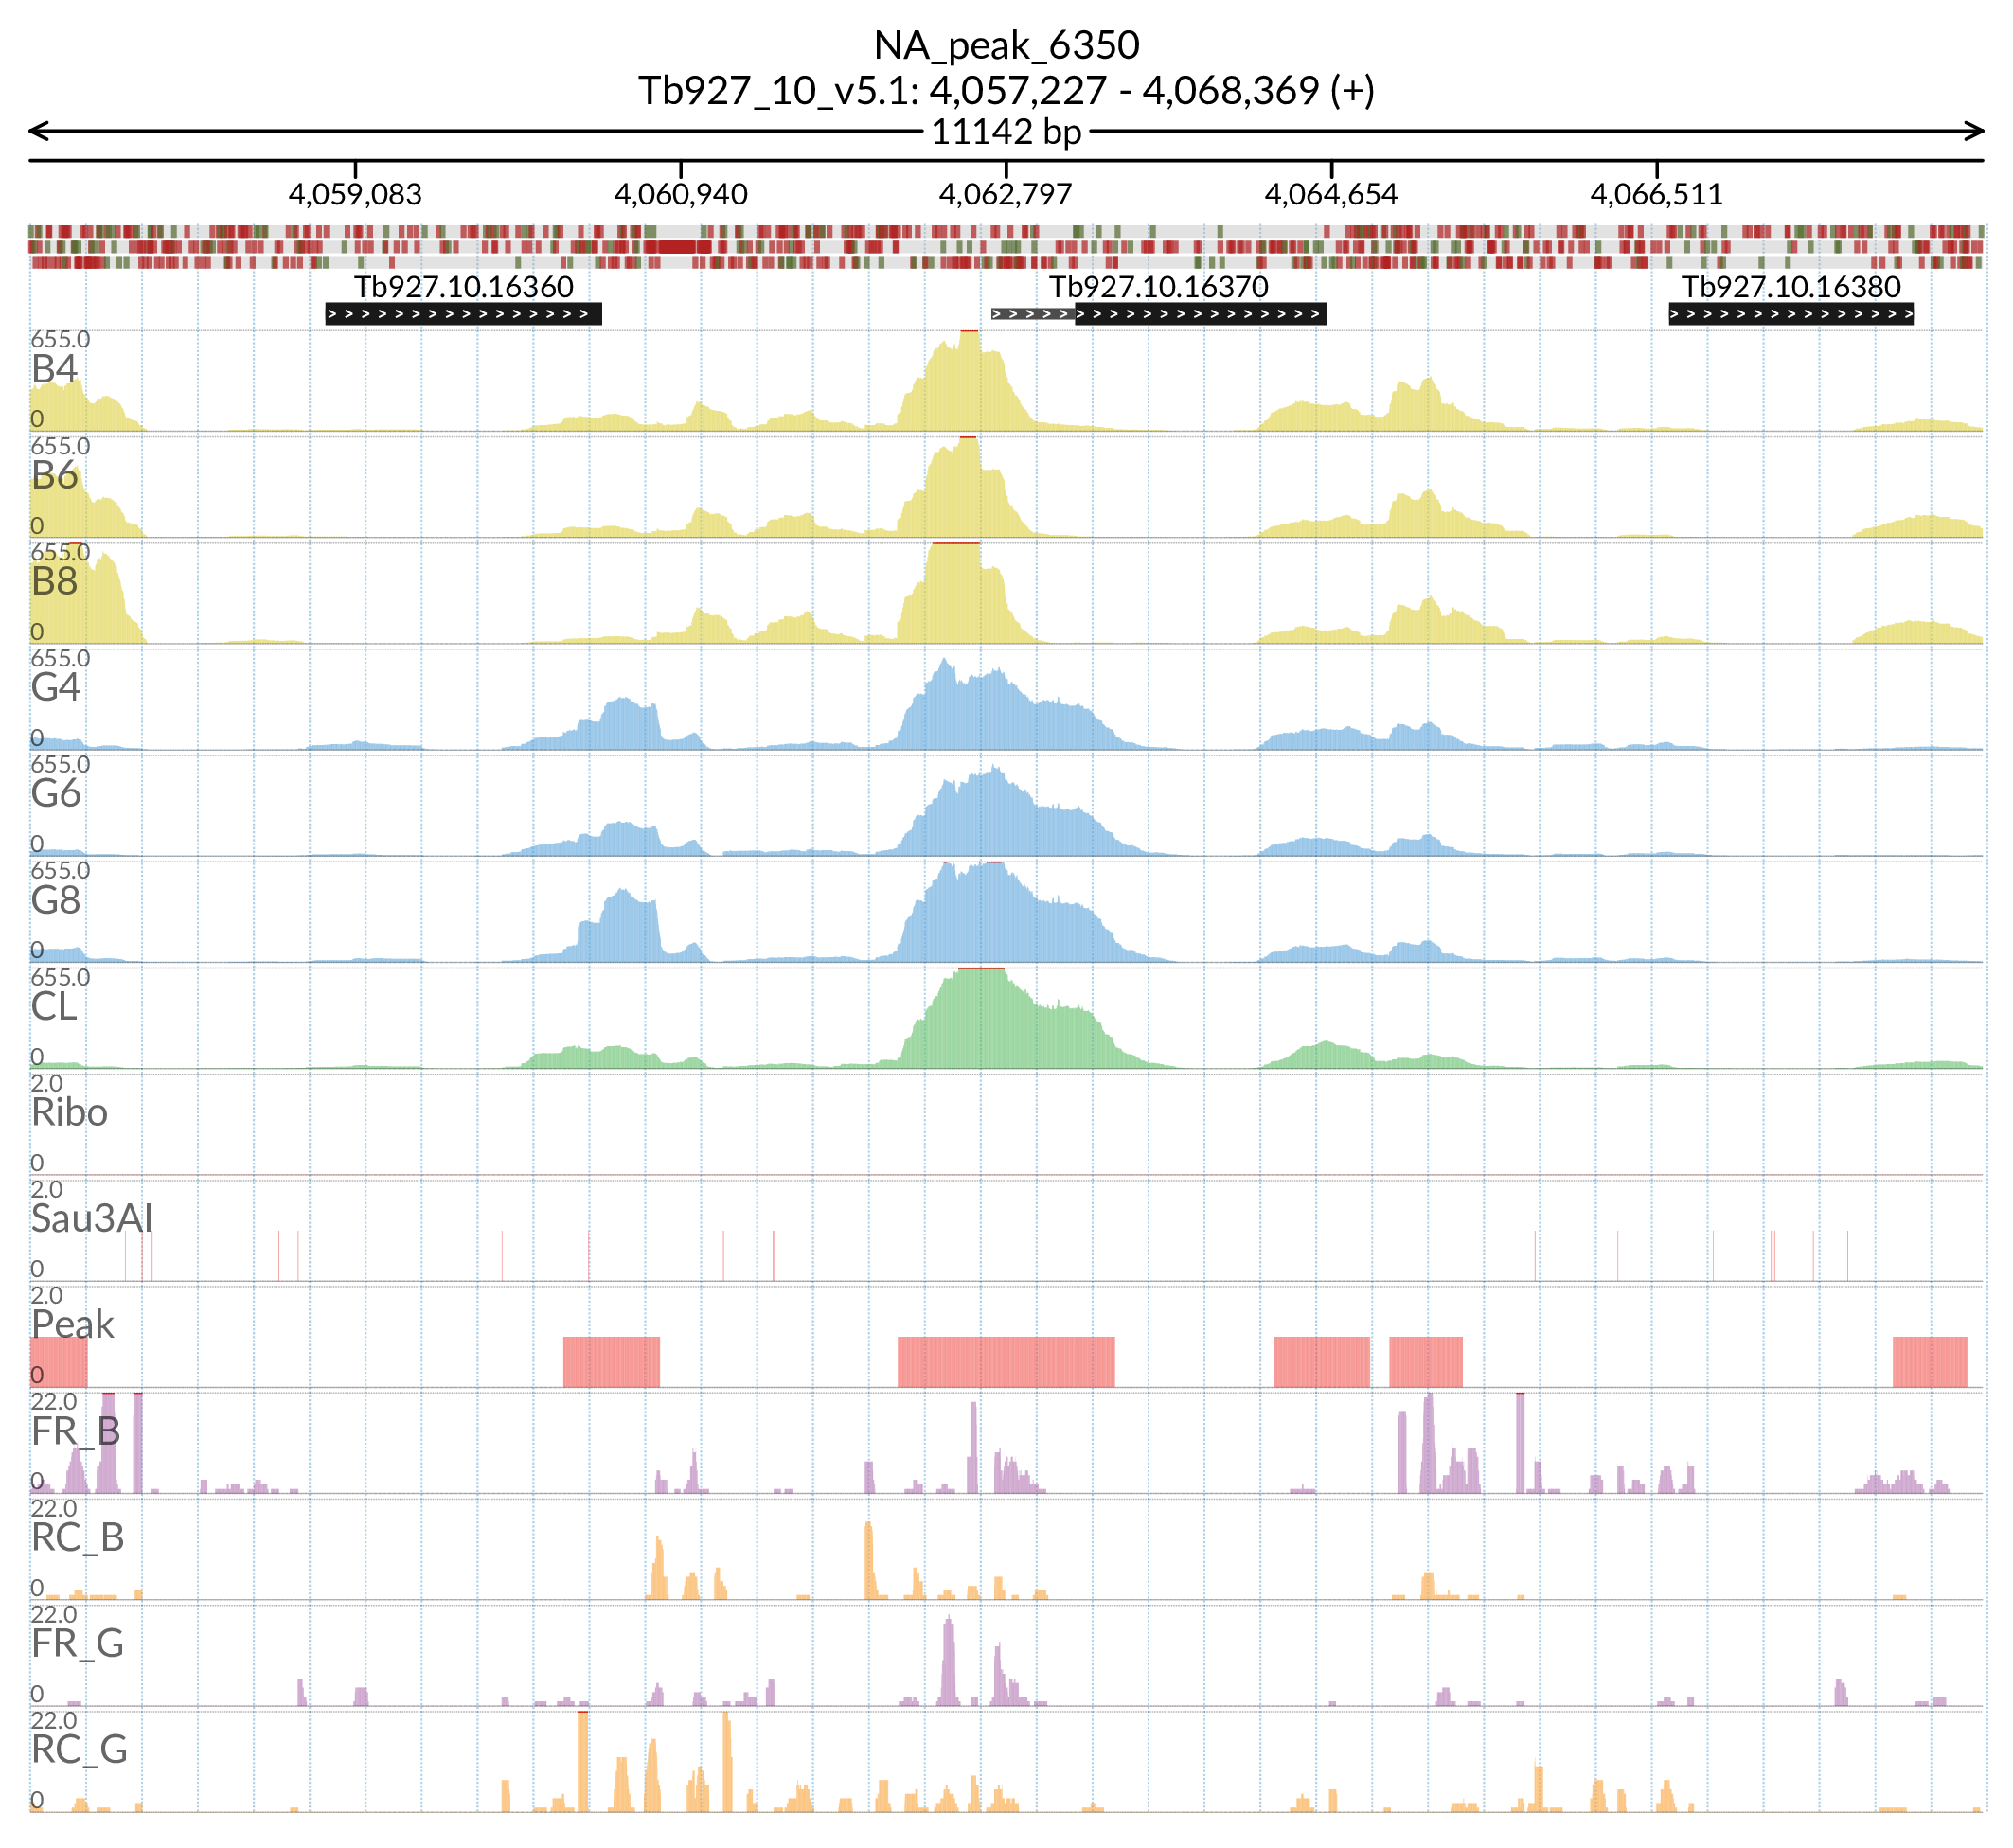 NA_peak_6350
Tb927_10_v5.1: 4,057,227 - 4,068,369 (+)
11142 bp
4,059,083 4,060,940 4,062,797 4,064,654 4,066,511
Tb927.10.16360 Tb927.10.16370 Tb927.10.16380
655.0
B4
0
655.0
B6
0
655.0
B8
0
655.0
G4
0
655.0
G6
0
655.0
G8
0
655.0
CL
0
2.0
Ribo
0
2.0
Sau3AI
0
2.0
Peak
0
22.0
FR_B
0
22.0
RC_B
0
22.0
FR_G
0
22.0
RC_G
0